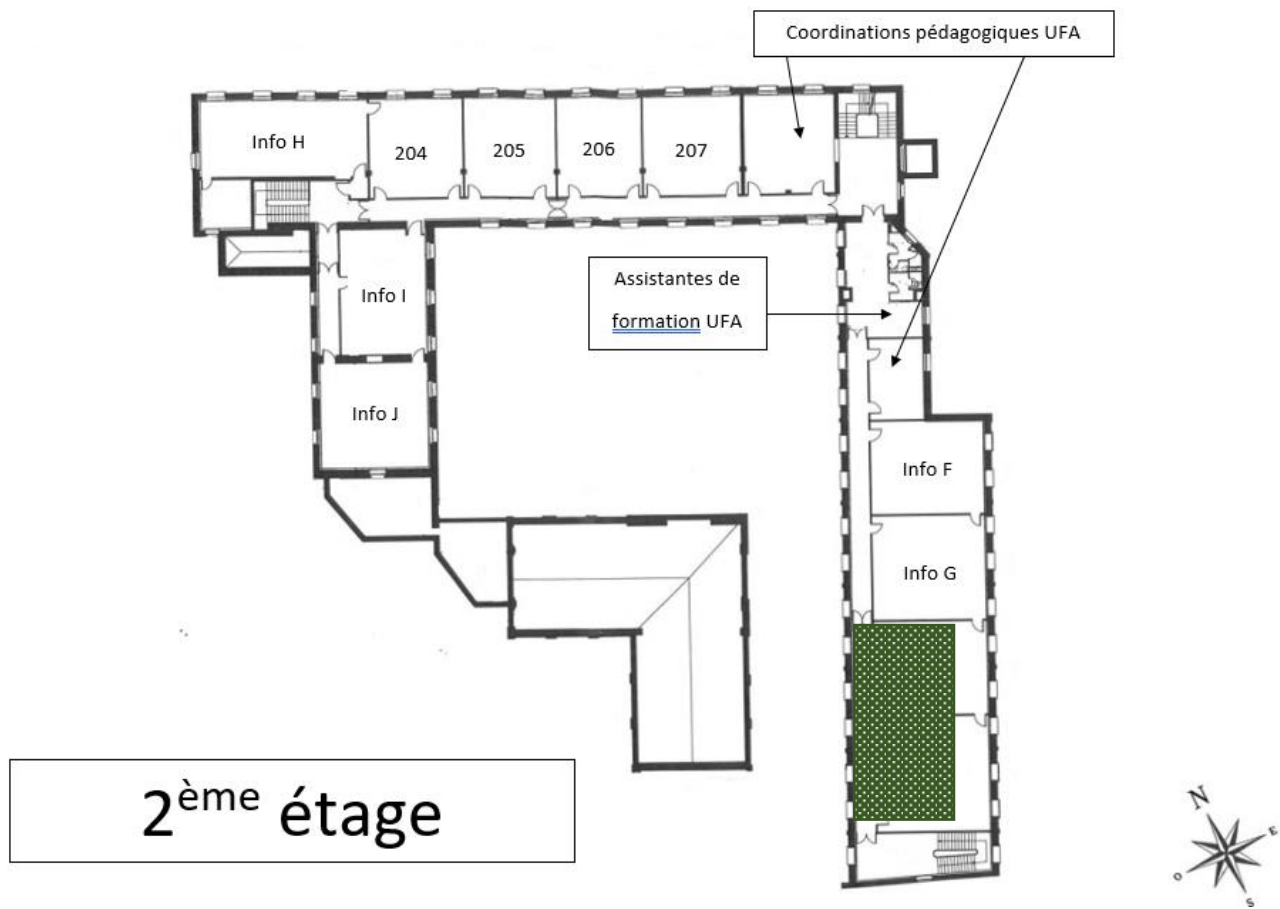 Coordinations pédagogiques UFA
Info H
204
205
206
207
Assistantes de
formation UFA
Info I
Info J
Info F
Info G
2ème étage
N
E
O
S